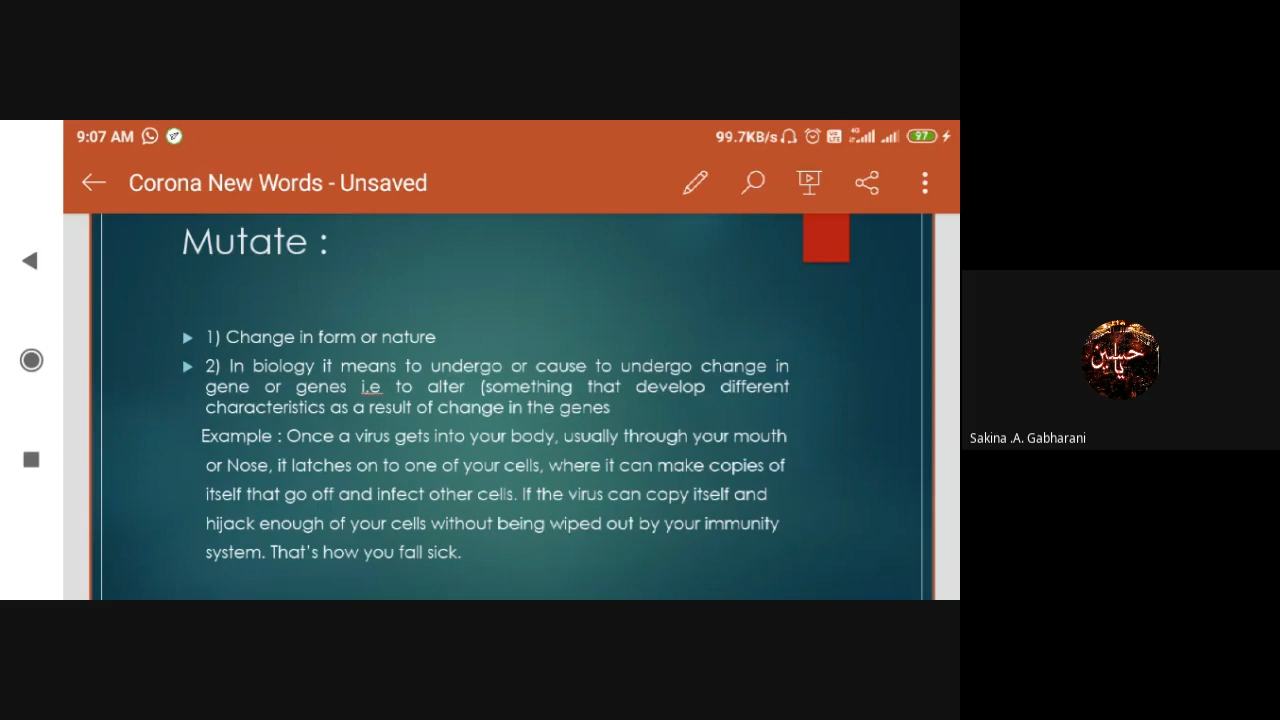 9:07 AM
99.7KB/s
4G
97
Corona New Words - Unsaved
Mutate :
1) Change in form or nature
2) In biology it means to undergo or cause to undergo change in
gene or genes i,e to alter (something that develop different
characteristics as a result of change in the genes
Example : Once a virus gets into your body, usually through your mouth
or Nose, it latches on to one of your cells, where it can make copies of
itself that go off and infect other cells. If the virus can copy itself and
hijack enough of your cells without being wiped out by your immunity
system. That's how you fall sick.
يا حسين
Sakina .A. Gabharani